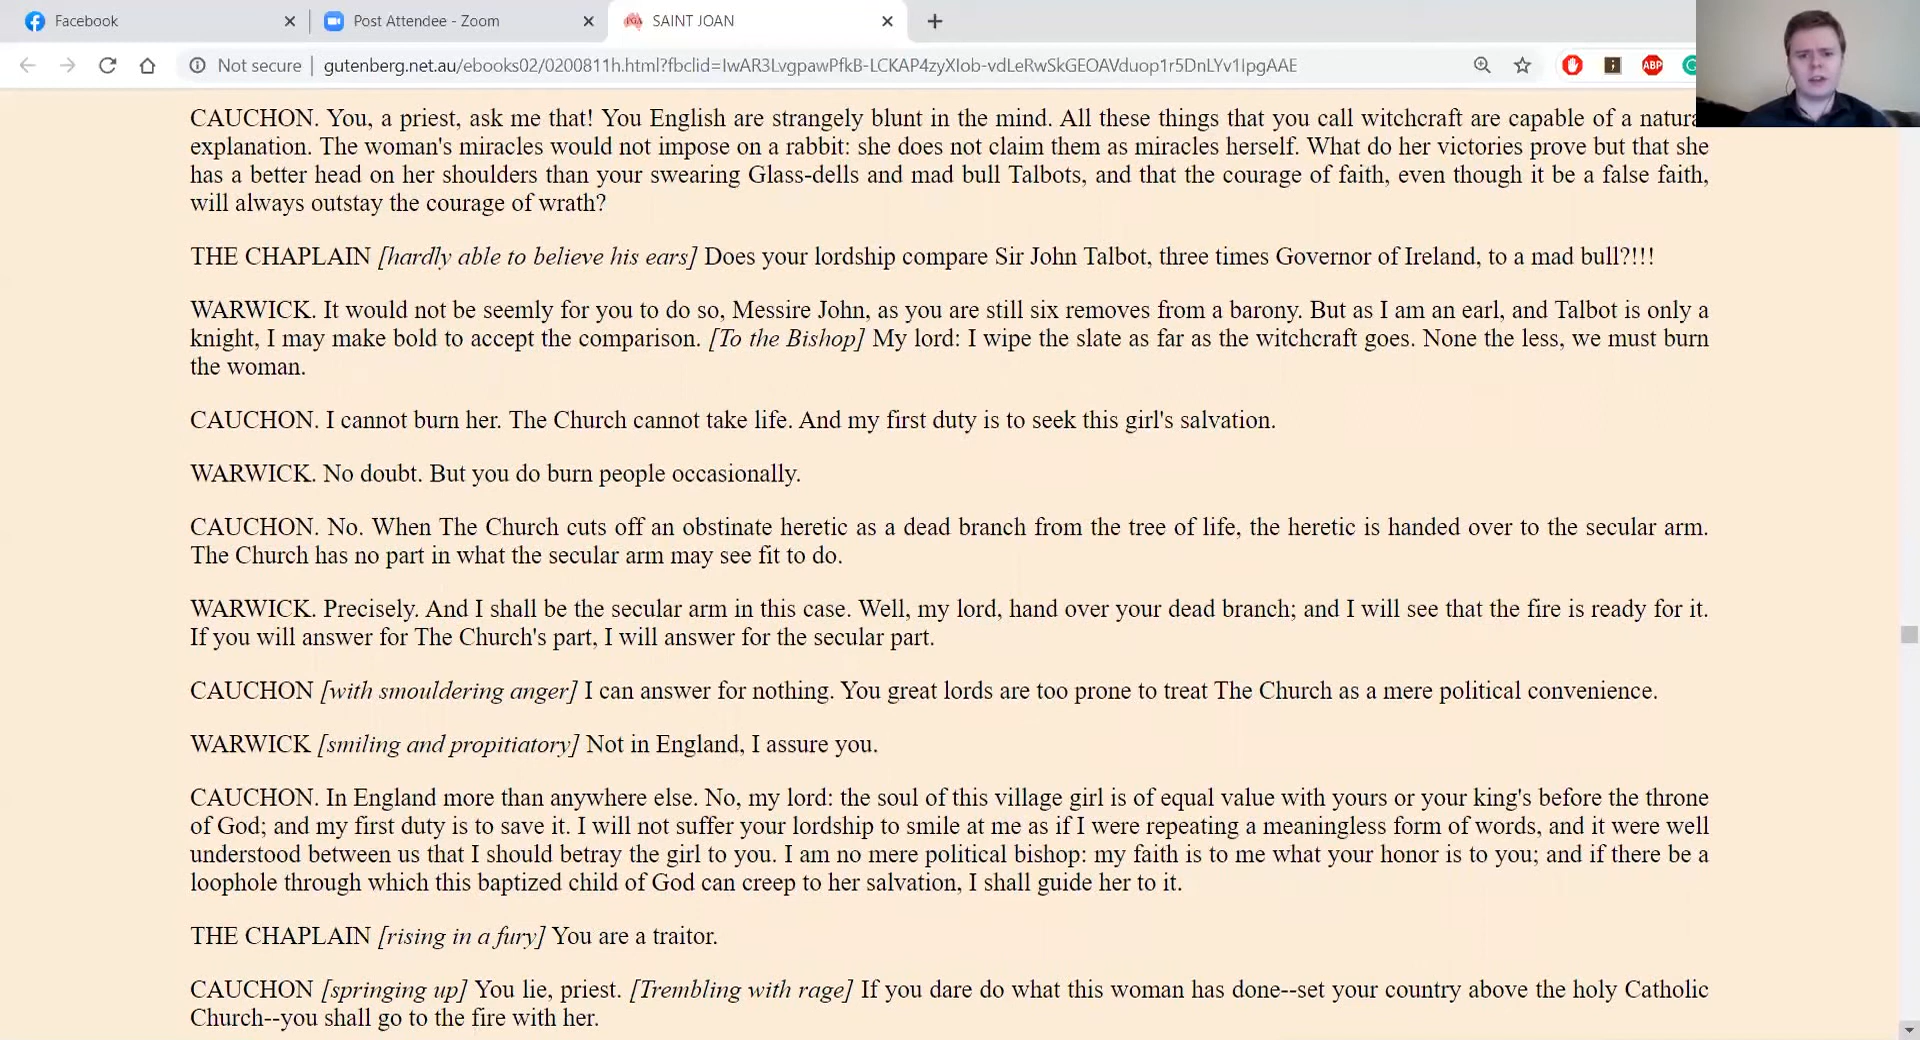 Facebook
Post Attendee - Zoom
SAINT JOAN
Not secure
gutenberg.net.au/ebooks02/0200811h.html?fbclid=IwAR3LvgpawPfkB-LCKAP4zyXIob-vdLeRwSkGEOAVduop1r5DnLYv1IpgAAE
ABP
CAUCHON. You, a priest, ask me that! You English are strangely blunt in the mind. All these things that you call witchcraft are capable of a natura
explanation. The woman's miracles would not impose on a rabbit: she does not claim them as miracles herself. What do her victories prove but that she
has a better head on her shoulders than your swearing Glass-dells and mad bull Talbots, and that the courage of faith, even though it be a false faith,
will always outstay the courage of wrath?
THE CHAPLAIN [hardly able to believe his ears] Does your lordship compare Sir John Talbot, three times Governor of Ireland, to a mad bull?!!!
WARWICK. It would not be seemly for you to do so, Messire John, as you are still six removes from a barony. But as I am an earl, and Talbot is only a
knight, I may make bold to accept the comparison. [To the Bishop] My lord: I wipe the slate as far as the witchcraft goes. None the less, we must burn
the woman.
CAUCHON. I cannot burn her. The Church cannot take life. And my first duty is to seek this girl's salvation.
WARWICK. No doubt. But you do burn people occasionally.
CAUCHON. No. When The Church cuts off an obstinate heretic as a dead branch from the tree of life, the heretic is handed over to the secular arm.
The Church has no part in what the secular arm may see fit to do.
WARWICK. Precisely. And I shall be the secular arm in this case. Well, my lord, hand over your dead branch; and I will see that the fire is ready for it.
If you will answer for The Church's part, I will answer for the secular part.
CAUCHON [with smouldering anger] I can answer for nothing. You great lords are too prone to treat The Church as a mere political convenience.
WARWICK [smiling and propitiatory] Not in England, I assure you.
CAUCHON. In England more than anywhere else. No, my lord: the soul of this village girl is of equal value with yours or your king's before the throne
of God; and my first duty is to save it. I will not suffer your lordship to smile at me as if I were repeating a meaningless form of words, and it were well
understood between us that I should betray the girl to you. I am no mere political bishop: my faith is to me what your honor is to you; and if there be a
loophole through which this baptized child of God can creep to her salvation, I shall guide her to it.
THE CHAPLAIN [rising in a fury] You are a traitor.
CAUCHON [springing up] You lie, priest. [Trembling with rage] If you dare do what this woman has done--set your country above the holy Catholic
Church--you shall go to the fire with her.